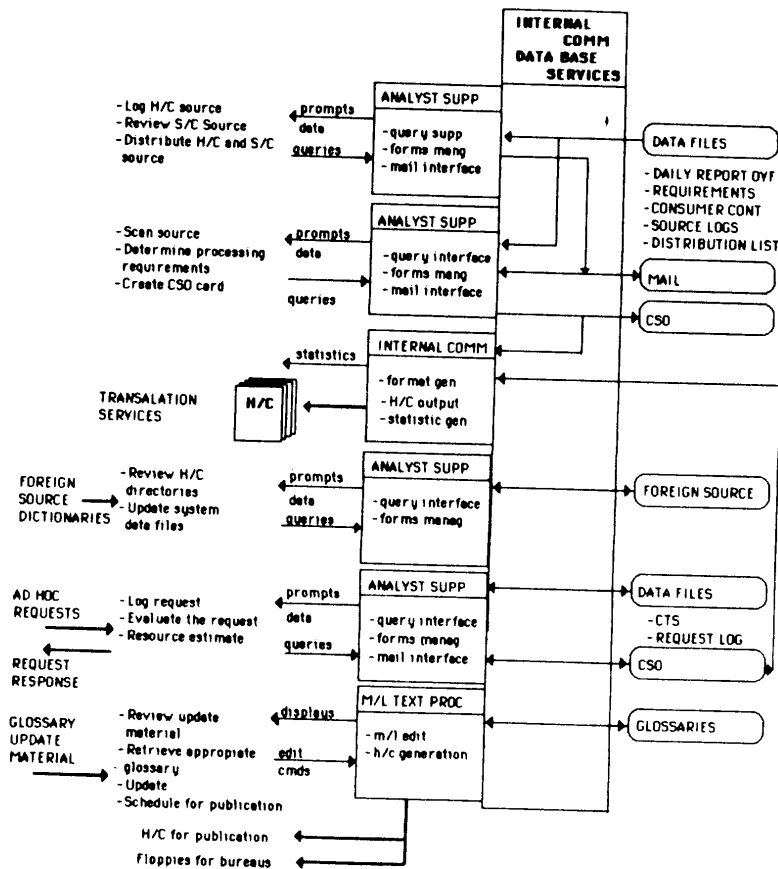 INTERNAL
COMM
DATA BASE
SERVICES
ANALYST SUPP
- Log H/C source
- Review S/C Source
- Distribute H/C and S/C
source
prompts
data
queries
- query supp
- forms mang
- mail interface
DATA FILES
- DAILY REPORT OVF
- REQUIREMENTS
- CONSUMER CONT
- SOURCE LOGS
- DISTRIBUTION LIST
ANALYST SUPP
- Scan source
- Determine processing
requirements
- Create CSO card
prompts
data
queries
- query interface
- forms mang
- mail interface
MAIL
CSO
INTERNAL COMM
statistics
- format gen
- H/C output
- statistic gen
TRANSALATION
SERVICES
H/C
ANALYST SUPP
FOREIGN
SOURCE
DICTIONARIES
- Review H/C
directories
- Update system
data files
prompts
data
queries
- query interface
- forms manag
FOREIGN SOURCE
ANALYST SUPP
AD HOC
REQUESTS
- Log request
- Evaluate the request
- Resource estimate
prompts
data
queries
- query interface
- forms manag
- mail interface
DATA FILES
- CTS
- REQUEST LOG
CSO
REQUEST
RESPONSE
M/L TEXT PROC
GLOSSARY
UPDATE
MATERIAL
- Review update
material
- Retrieve appropiate
glossary
- Update
- Schedule for publication
displays
edit
cmds
- m/l edit
- h/c generation
GLOSSARIES
H/C for publication
Floppies for bureaus